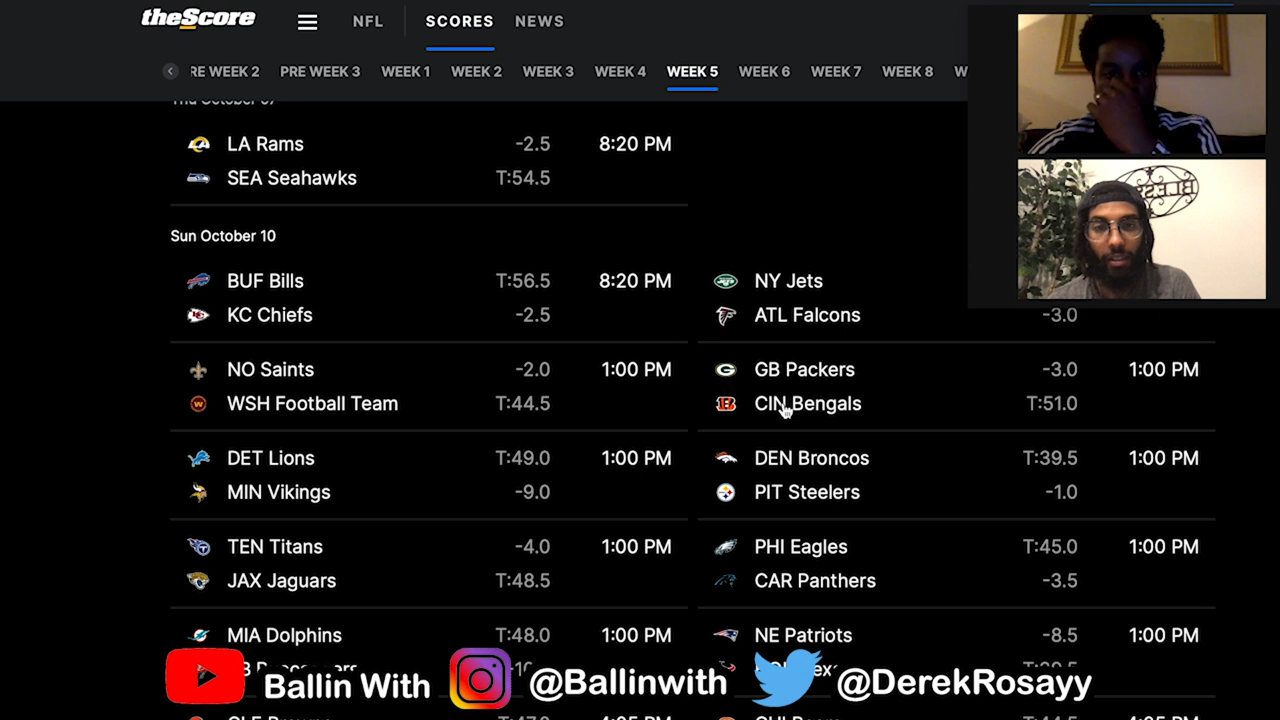 theScore NFL SCORES NEWS
RE WEEK 2 PRE WEEK 3 WEEK 1 WEEK 2 WEEK 3 WEEK 4 WEEK 5 WEEK 6 WEEK 7 WEEK 8 W
Thu October 07
LA Rams -2.5 8:20 PM
SEA Seahawks T:54.5
Sun October 10
BUF Bills T:56.5 8:20 PM
KC Chiefs -2.5
NY Jets
ATL Falcons -3.0
NO Saints -2.0 1:00 PM
WSH Football Team T:44.5
GB Packers -3.0 1:00 PM
CIN Bengals T:51.0
DET Lions T:49.0 1:00 PM
MIN Vikings -9.0
DEN Broncos T:39.5 1:00 PM
PIT Steelers -1.0
TEN Titans -4.0 1:00 PM
JAX Jaguars T:48.5
PHI Eagles T:45.0 1:00 PM
CAR Panthers -3.5
MIA Dolphins T:48.0 1:00 PM
NE Patriots -8.5 1:00 PM
Ballin With @Ballinwith @DerekRosayy
BLESS